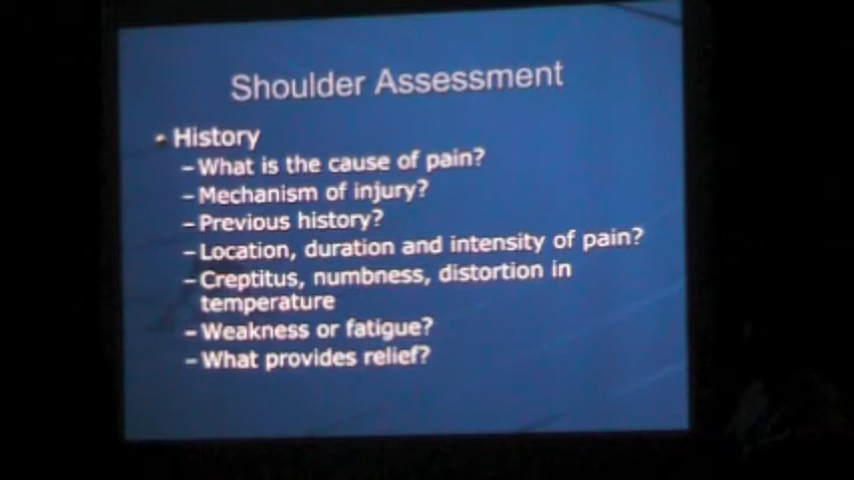 Shoulder Assessment
• History
–What is the cause of pain?
–Mechanism of injury?
–Previous history?
–Location, duration and intensity of pain?
–Creptitus, numbness, distortion in
temperature
–Weakness or fatigue?
–What provides relief?